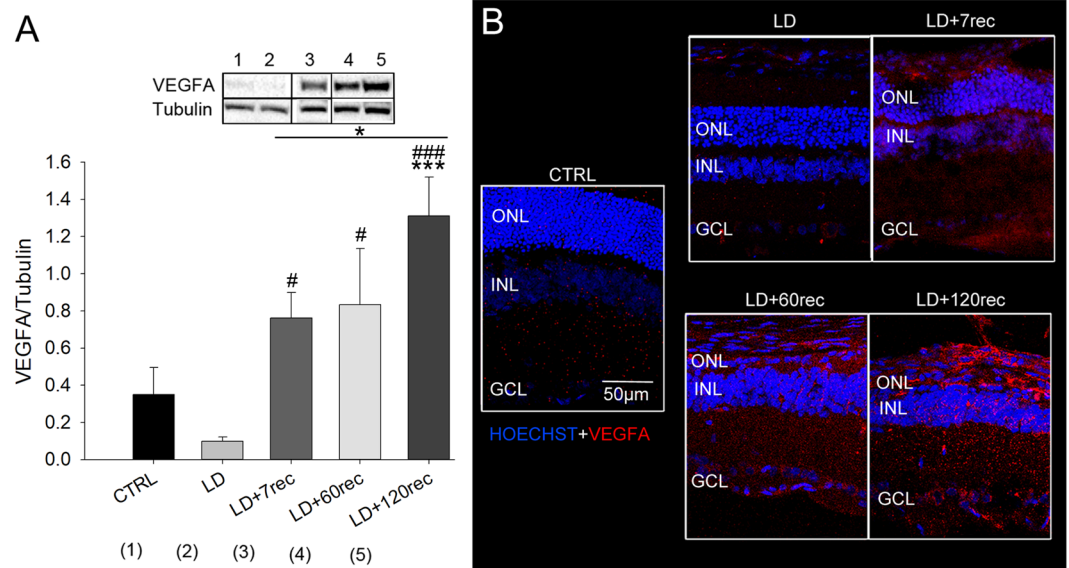 A
1 2 3 4 5
VEGFA
Tubulin
*
###
***
#
#
VEGFA/Tubulin
1.6
1.4
1.2
1.0
0.8
0.6
0.4
0.2
0.0
CTRL
LD
LD+7rec
LD+60rec
LD+120rec
(1) (2) (3) (4) (5)
B
CTRL
ONL
INL
GCL
50µm
HOECHST+VEGFA
LD
ONL
INL
GCL
LD+7rec
ONL
INL
GCL
LD+60rec
ONL
INL
GCL
LD+120rec
ONL
INL
GCL